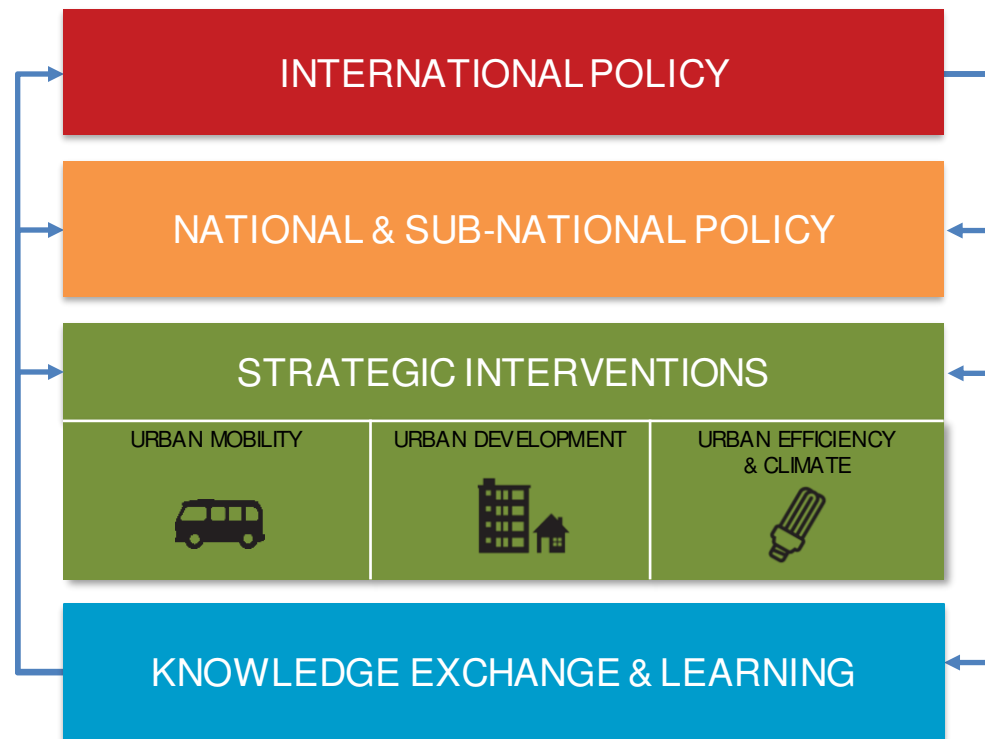 INTERNATIONAL POLICY
NATIONAL & SUB-NATIONAL POLICY
STRATEGIC INTERVENTIONS
URBAN MOBILITY
URBAN DEVELOPMENT
URBAN EFFICIENCY
& CLIMATE
KNOWLEDGE EXCHANGE & LEARNING